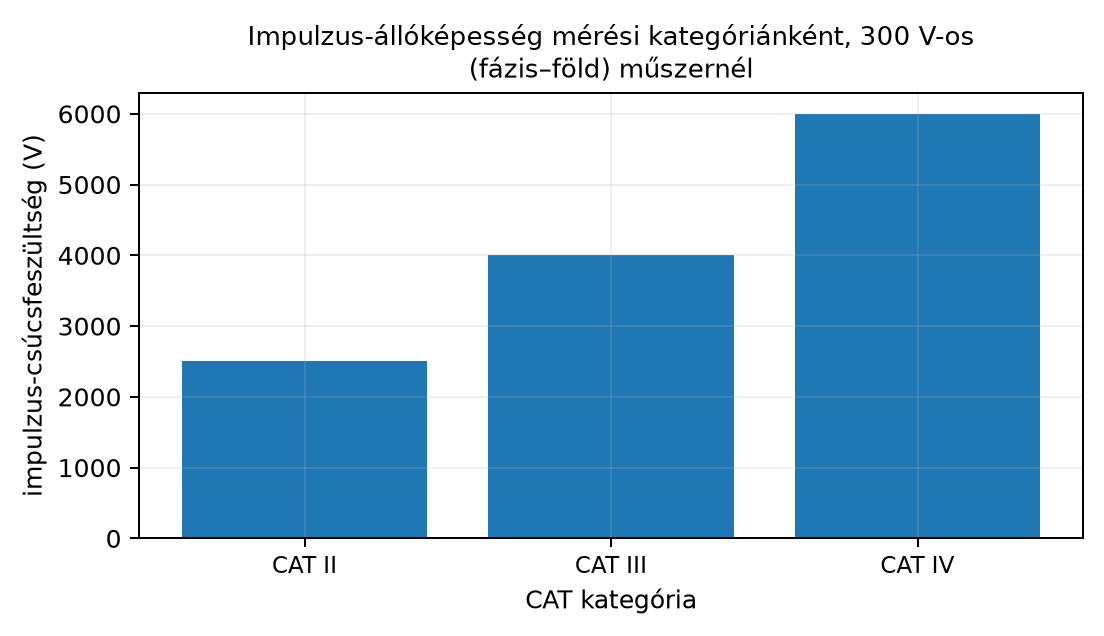 Impulzus-állóképesség mérési kategóriánként, 300 V-os
(fázis–föld) műszernél
impulzus-csúcsfeszültség (V)
6000
5000
4000
3000
2000
1000
0
CAT II
CAT III
CAT IV
CAT kategória